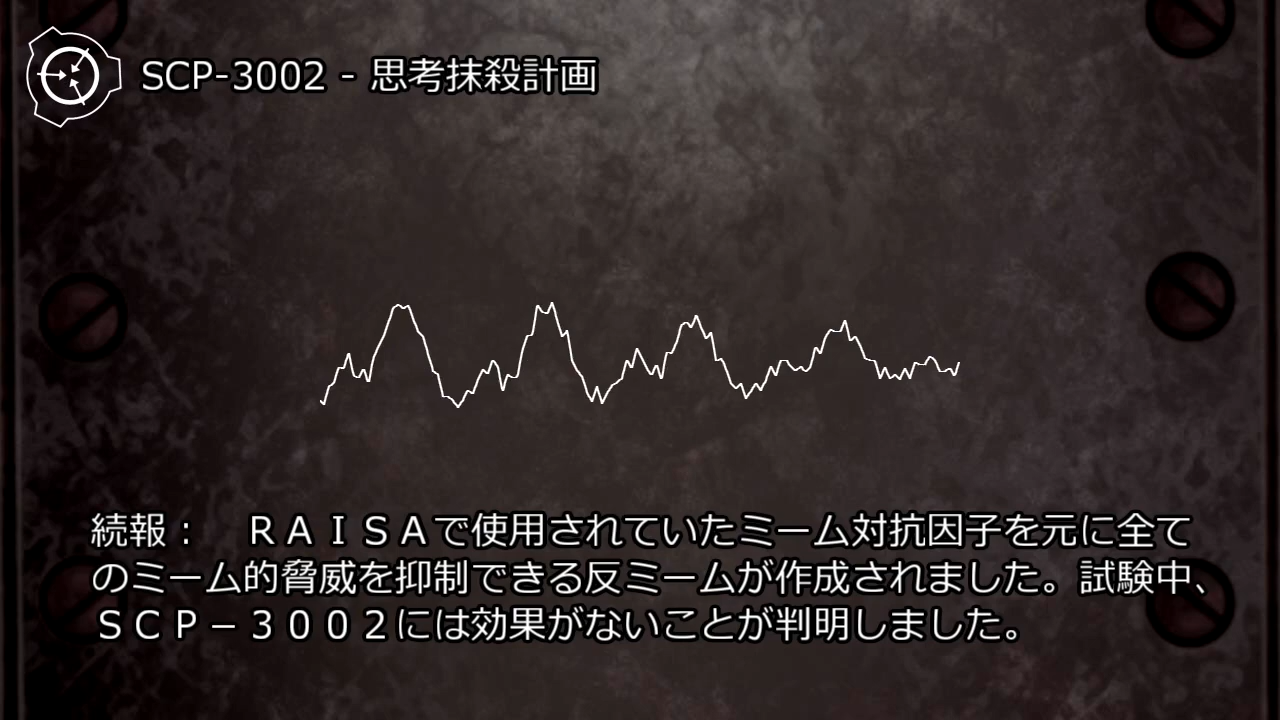 SCP-3002 - 思考抹殺計画
続報：　ＲＡＩＳＡで使用されていたミーム対抗因子を元に全て
のミーム的脅威を抑制できる反ミームが作成されました。試験中、
ＳＣＰ－３００２には効果がないことが判明しました。